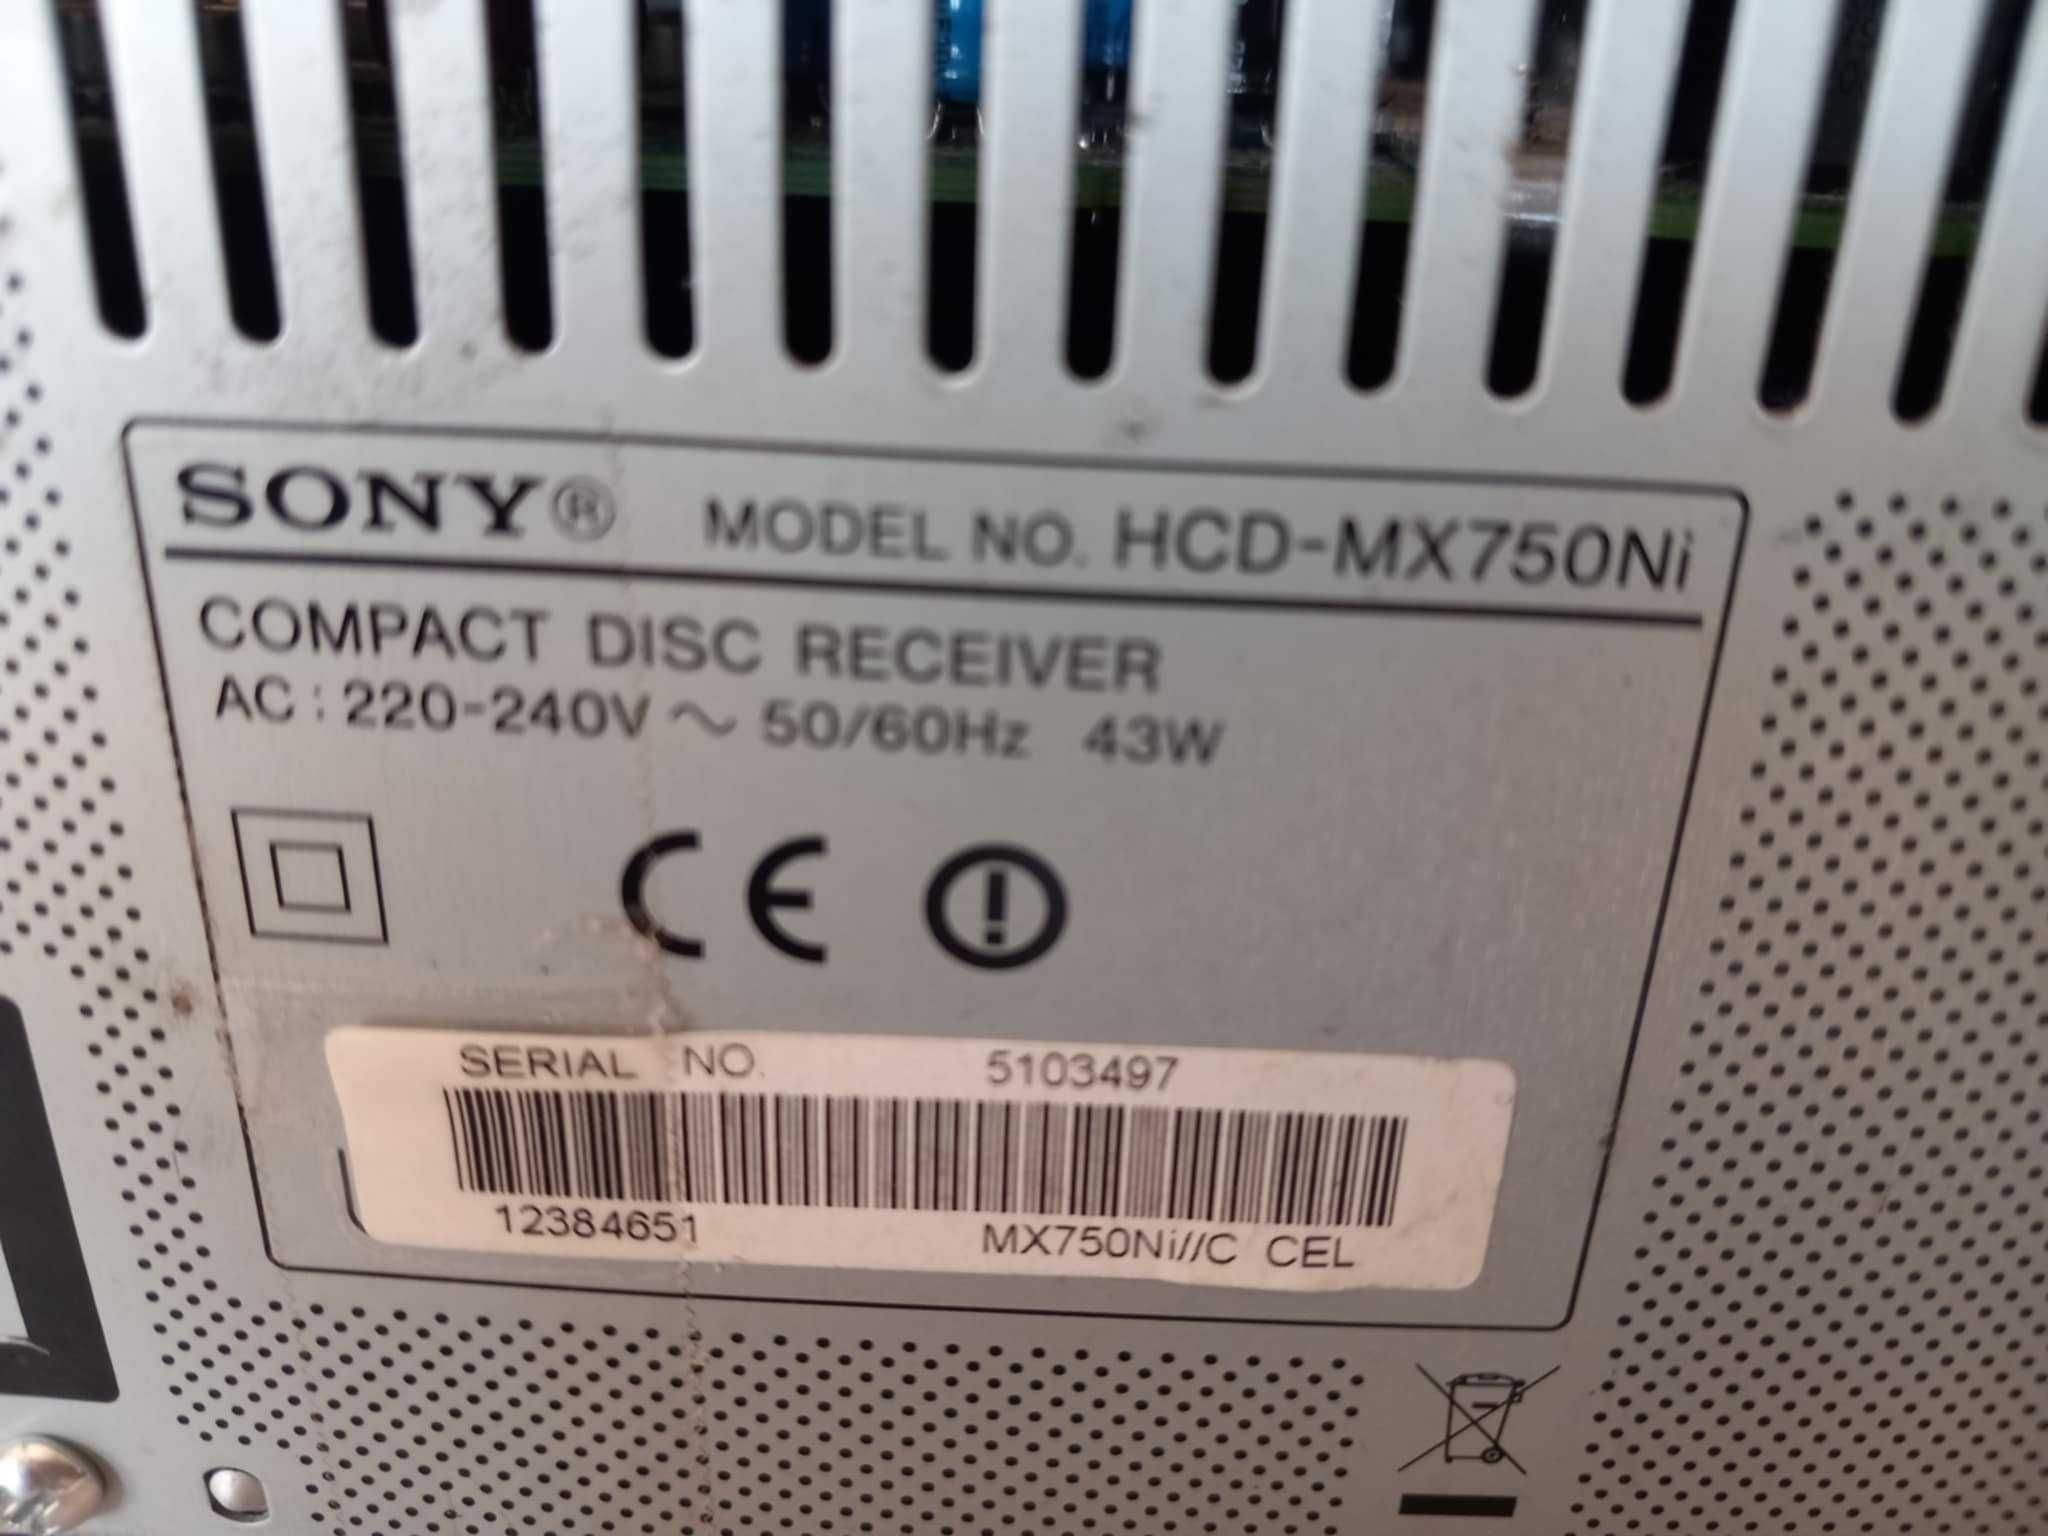 SONY® MODEL NO. HCD-MX750Ni
COMPACT DISC RECEIVER
AC : 220-240V ~ 50/60Hz 43W
CE
SERIAL NO. 5103497
12384651 MX750Ni//C CEL